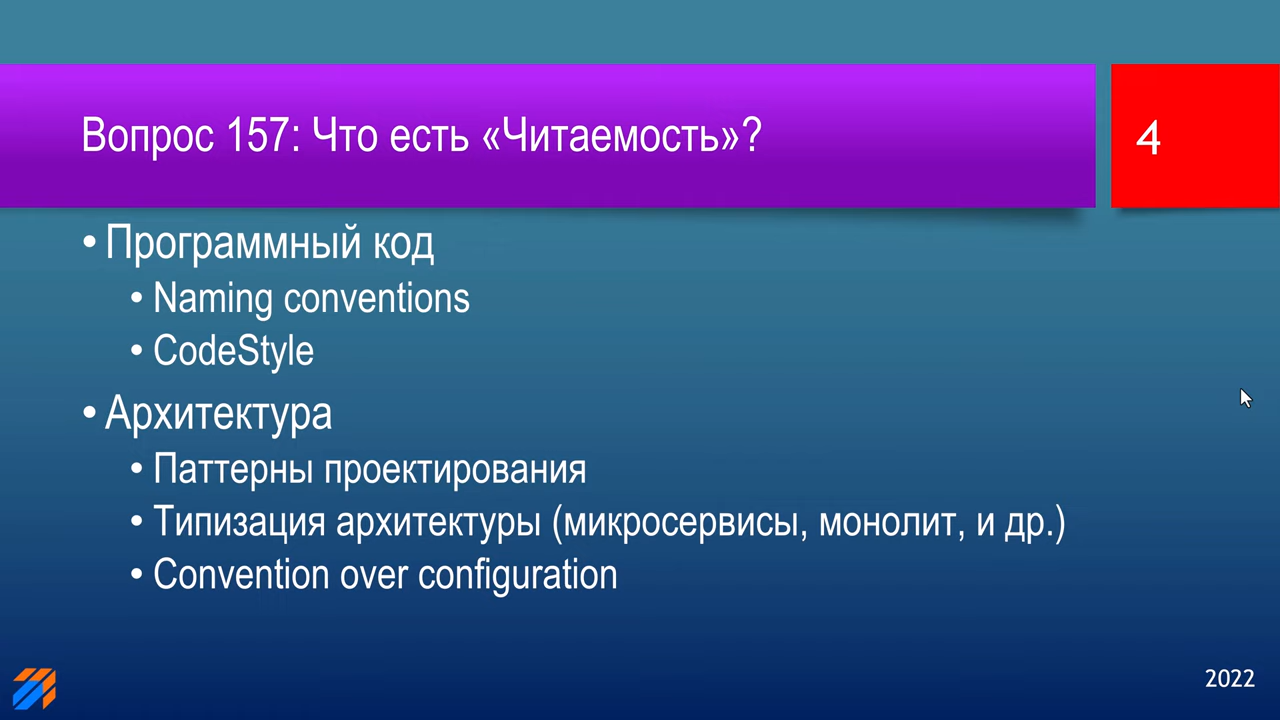 Вопрос 157: Что есть «Читаемость»?
4
• Программный код
• Naming conventions
• CodeStyle
• Архитектура
• Паттерны проектирования
• Типизация архитектуры (микросервисы, монолит, и др.)
• Convention over configuration
2022